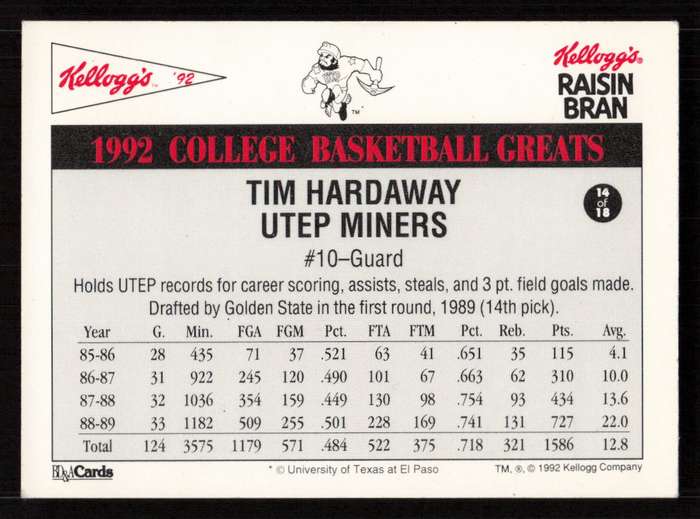 Kellogg's '92
TM
Kellogg's®
RAISIN
BRAN
1992 COLLEGE BASKETBALL GREATS
TIM HARDAWAY
UTEP MINERS
14 of 18
#10–Guard
Holds UTEP records for career scoring, assists, steals, and 3 pt. field goals made.
Drafted by Golden State in the first round, 1989 (14th pick).
Year G. Min. FGA FGM Pct. FTA FTM Pct. Reb. Pts. Avg.
85-86 28 435 71 37 .521 63 41 .651 35 115 4.1
86-87 31 922 245 120 .490 101 67 .663 62 310 10.0
87-88 32 1036 354 159 .449 130 98 .754 93 434 13.6
88-89 33 1182 509 255 .501 228 169 .741 131 727 22.0
Total 124 3575 1179 571 .484 522 375 .718 321 1586 12.8
Cards
* © University of Texas at El Paso
TM, ®, © 1992 Kellogg Company